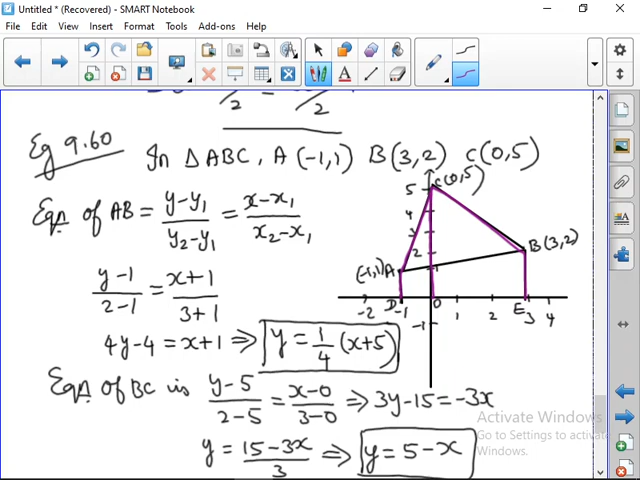 Untitled * (Recovered) - SMART Notebook
File Edit View Insert Format Tools Add-ons Help
Eg 9.60 In △ABC, A(-1,1) B(3,2) C(0,5)
Eqn of AB = y-y₁/y₂-y₁ = x-x₁/x₂-x₁
y-1/2-1 = x+1/3+1
4y-4 = x+1 ⇒ y = 1/4 (x+5)
Eqn of BC is y-5/2-5 = x-0/3-0 ⇒ 3y-15 = -3x
y = 15-3x/3 ⇒ y = 5-x
C(0,5)
5
4
3
2
1
B(3,2)
(-1,1)A
-2 D -1 0 1 2 E 3 4
-1
Activate Windows
Go to Settings to activate
Windows.